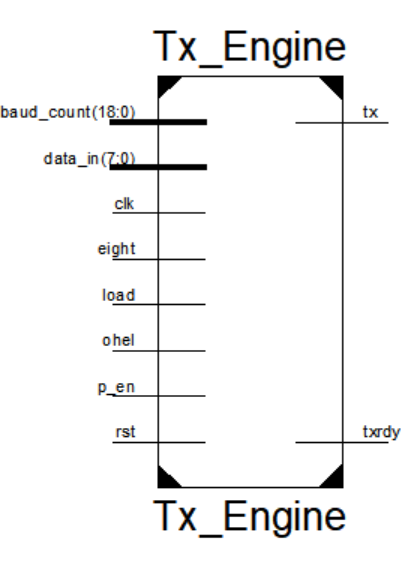 Tx_Engine
baud_count(18:0)
tx
data_in(7:0)
clk
eight
load
ohel
p_en
rst
txrdy
Tx_Engine